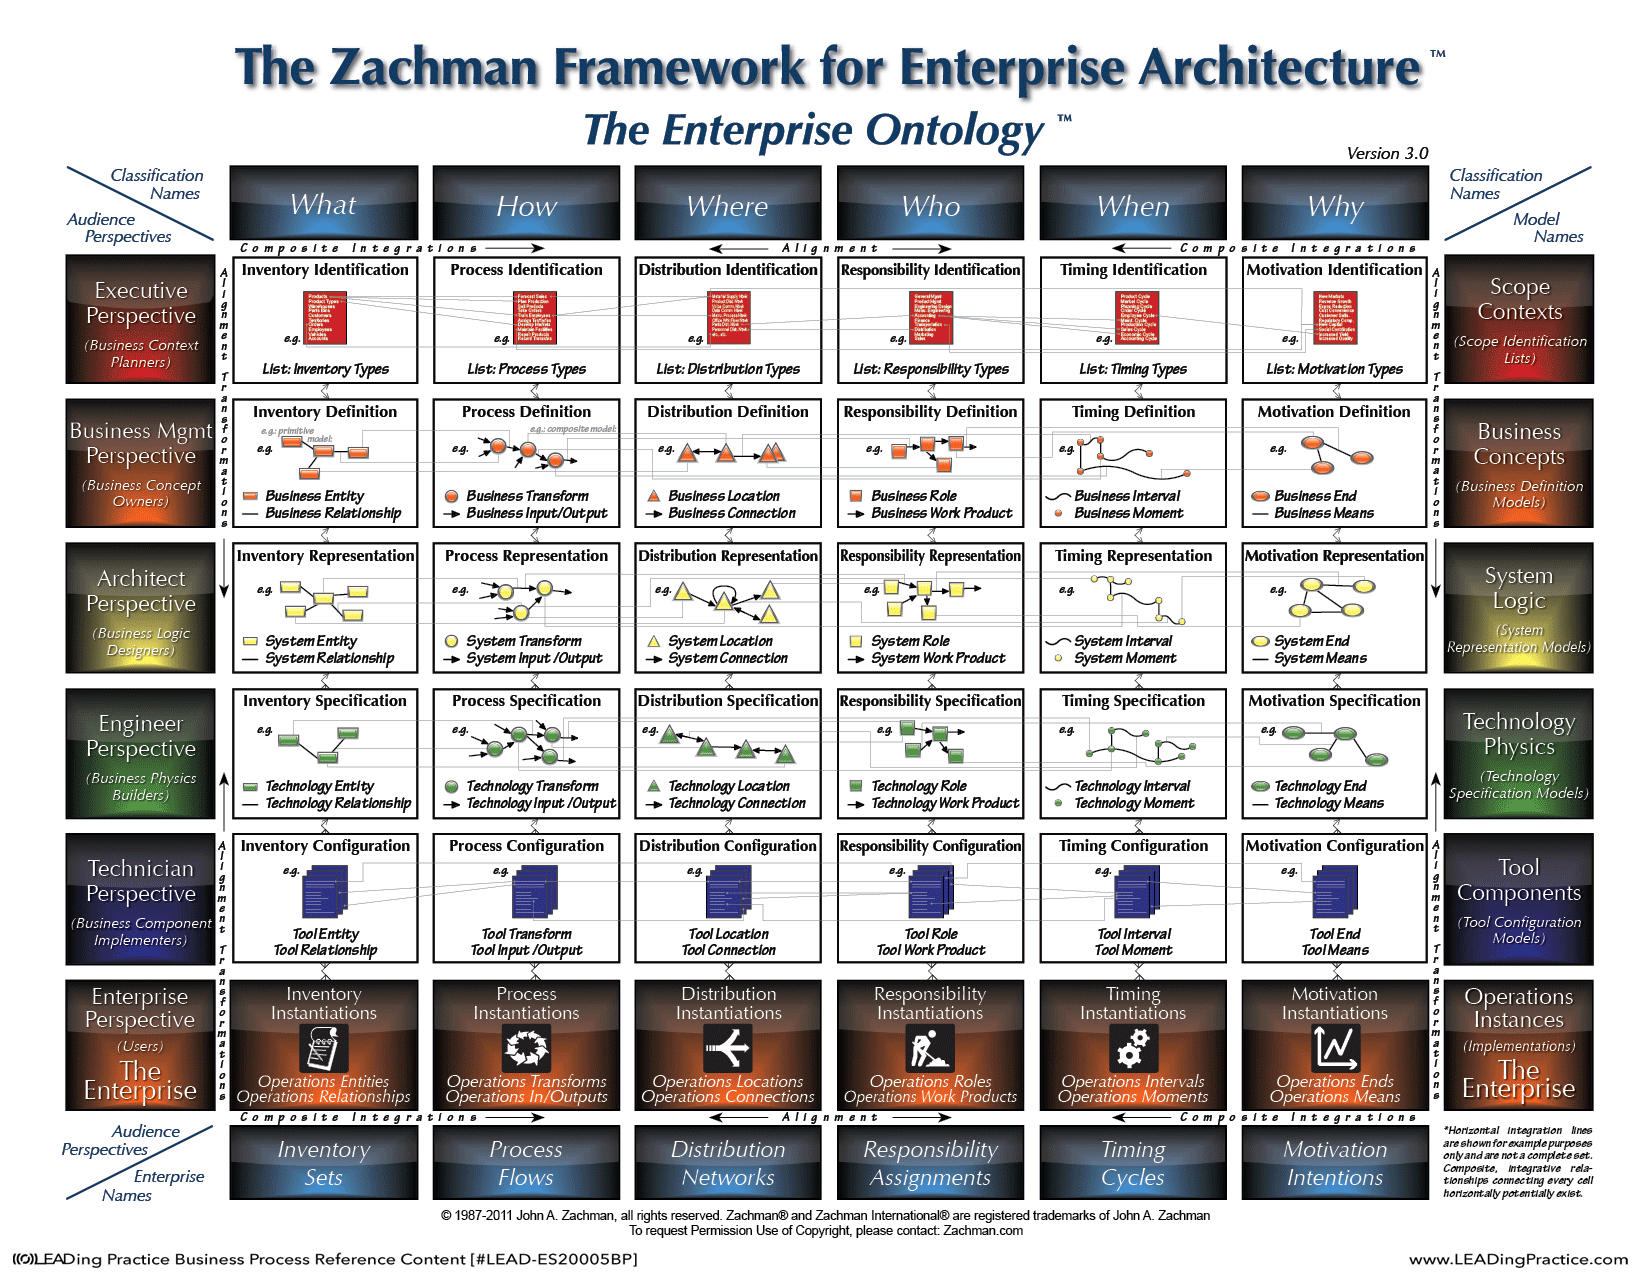 The Zachman Framework for Enterprise Architecture ™
The Enterprise Ontology ™
Version 3.0
Classification
Names
Audience
Perspectives
What
How
Where
Who
When
Why
Classification
Names
Model
Names
Composite Integrations
Alignment
Composite Integrations
Alignment Transformations
Alignment Transformations
Executive
Perspective
(Business Context
Planners)
Inventory Identification
e.g.
List: Inventory Types
Process Identification
e.g.
List: Process Types
Distribution Identification
e.g.
List: Distribution Types
Responsibility Identification
e.g.
List: Responsibility Types
Timing Identification
e.g.
List: Timing Types
Motivation Identification
e.g.
List: Motivation Types
Scope
Contexts
(Scope Identification
Lists)
Business Mgmt
Perspective
(Business Concept
Owners)
Inventory Definition
e.g.: primitive
model:
e.g.
Business Entity
Business Relationship
Process Definition
e.g.: composite model:
e.g.
Business Transform
Business Input/Output
Distribution Definition
e.g.
Business Location
Business Connection
Responsibility Definition
e.g.
Business Role
Business Work Product
Timing Definition
e.g.
Business Interval
Business Moment
Motivation Definition
e.g.
Business End
Business Means
Business
Concepts
(Business Definition
Models)
Architect
Perspective
(Business Logic
Designers)
Inventory Representation
e.g.
System Entity
System Relationship
Process Representation
e.g.
System Transform
System Input /Output
Distribution Representation
e.g.
System Location
System Connection
Responsibility Representation
e.g.
System Role
System Work Product
Timing Representation
e.g.
System Interval
System Moment
Motivation Representation
e.g.
System End
System Means
System
Logic
(System
Representation Models)
Engineer
Perspective
(Business Physics
Builders)
Inventory Specification
e.g.
Technology Entity
Technology Relationship
Process Specification
e.g.
Technology Transform
Technology Input /Output
Distribution Specification
e.g.
Technology Location
Technology Connection
Responsibility Specification
e.g.
Technology Role
Technology Work Product
Timing Specification
e.g.
Technology Interval
Technology Moment
Motivation Specification
e.g.
Technology End
Technology Means
Technology
Physics
(Technology
Specification Models)
Technician
Perspective
(Business Component
Implementers)
Inventory Configuration
e.g.
Tool Entity
Tool Relationship
Process Configuration
e.g.
Tool Transform
Tool Input /Output
Distribution Configuration
e.g.
Tool Location
Tool Connection
Responsibility Configuration
e.g.
Tool Role
Tool Work Product
Timing Configuration
e.g.
Tool Interval
Tool Moment
Motivation Configuration
e.g.
Tool End
Tool Means
Tool
Components
(Tool Configuration
Models)
Alignment Transformations
Alignment Transformations
Enterprise
Perspective
(Users)
The
Enterprise
Inventory
Instantiations
Operations Entities
Operations Relationships
Process
Instantiations
Operations Transforms
Operations In/Outputs
Distribution
Instantiations
Operations Locations
Operations Connections
Responsibility
Instantiations
Operations Roles
Operations Work Products
Timing
Instantiations
Operations Intervals
Operations Moments
Motivation
Instantiations
Operations Ends
Operations Means
Operations
Instances
(Implementations)
The
Enterprise
Composite Integrations
Alignment
Composite Integrations
Audience
Perspectives
Enterprise
Names
Inventory
Sets
Process
Flows
Distribution
Networks
Responsibility
Assignments
Timing
Cycles
Motivation
Intentions
*Horizontal integration lines
are shown for example purposes
only and are not a complete set.
Composite, integrative rela-
tionships connecting every cell
horizontally potentially exist.
© 1987-2011 John A. Zachman, all rights reserved. Zachman® and Zachman International® are registered trademarks of John A. Zachman
To request Permission Use of Copyright, please contact: Zachman.com
LEADing Practice Business Process Reference Content [#LEAD-ES20005BP]
www.LEADingPractice.com